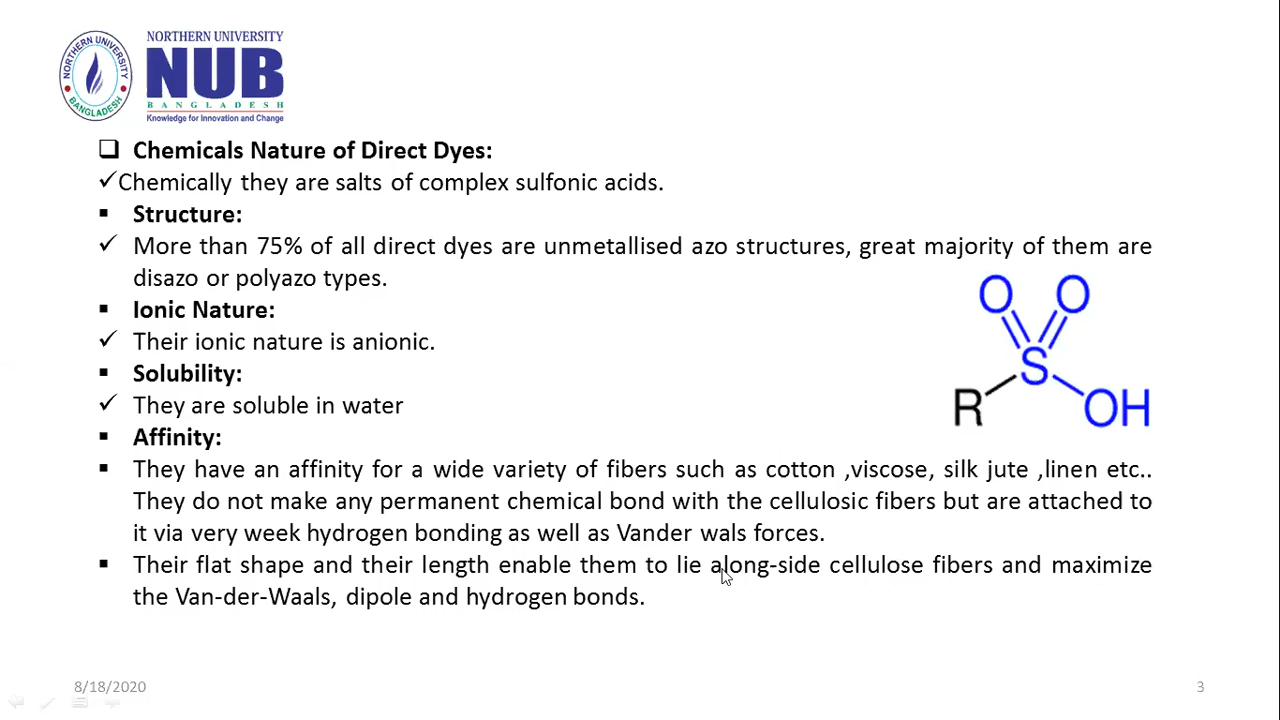 NORTHERN UNIVERSITY
BANGLADESH
NORTHERN UNIVERSITY
NUB
BANGLADESH
Knowledge for Innovation and Change
❑ Chemicals Nature of Direct Dyes:
✓Chemically they are salts of complex sulfonic acids.
▪ Structure:
✓ More than 75% of all direct dyes are unmetallised azo structures, great majority of them are
disazo or polyazo types.
▪ Ionic Nature:
✓ Their ionic nature is anionic.
▪ Solubility:
✓ They are soluble in water
▪ Affinity:
▪ They have an affinity for a wide variety of fibers such as cotton ,viscose, silk jute ,linen etc..
They do not make any permanent chemical bond with the cellulosic fibers but are attached to
it via very week hydrogen bonding as well as Vander wals forces.
▪ Their flat shape and their length enable them to lie along-side cellulose fibers and maximize
the Van-der-Waals, dipole and hydrogen bonds.
O O
S
R OH
8/18/2020
3